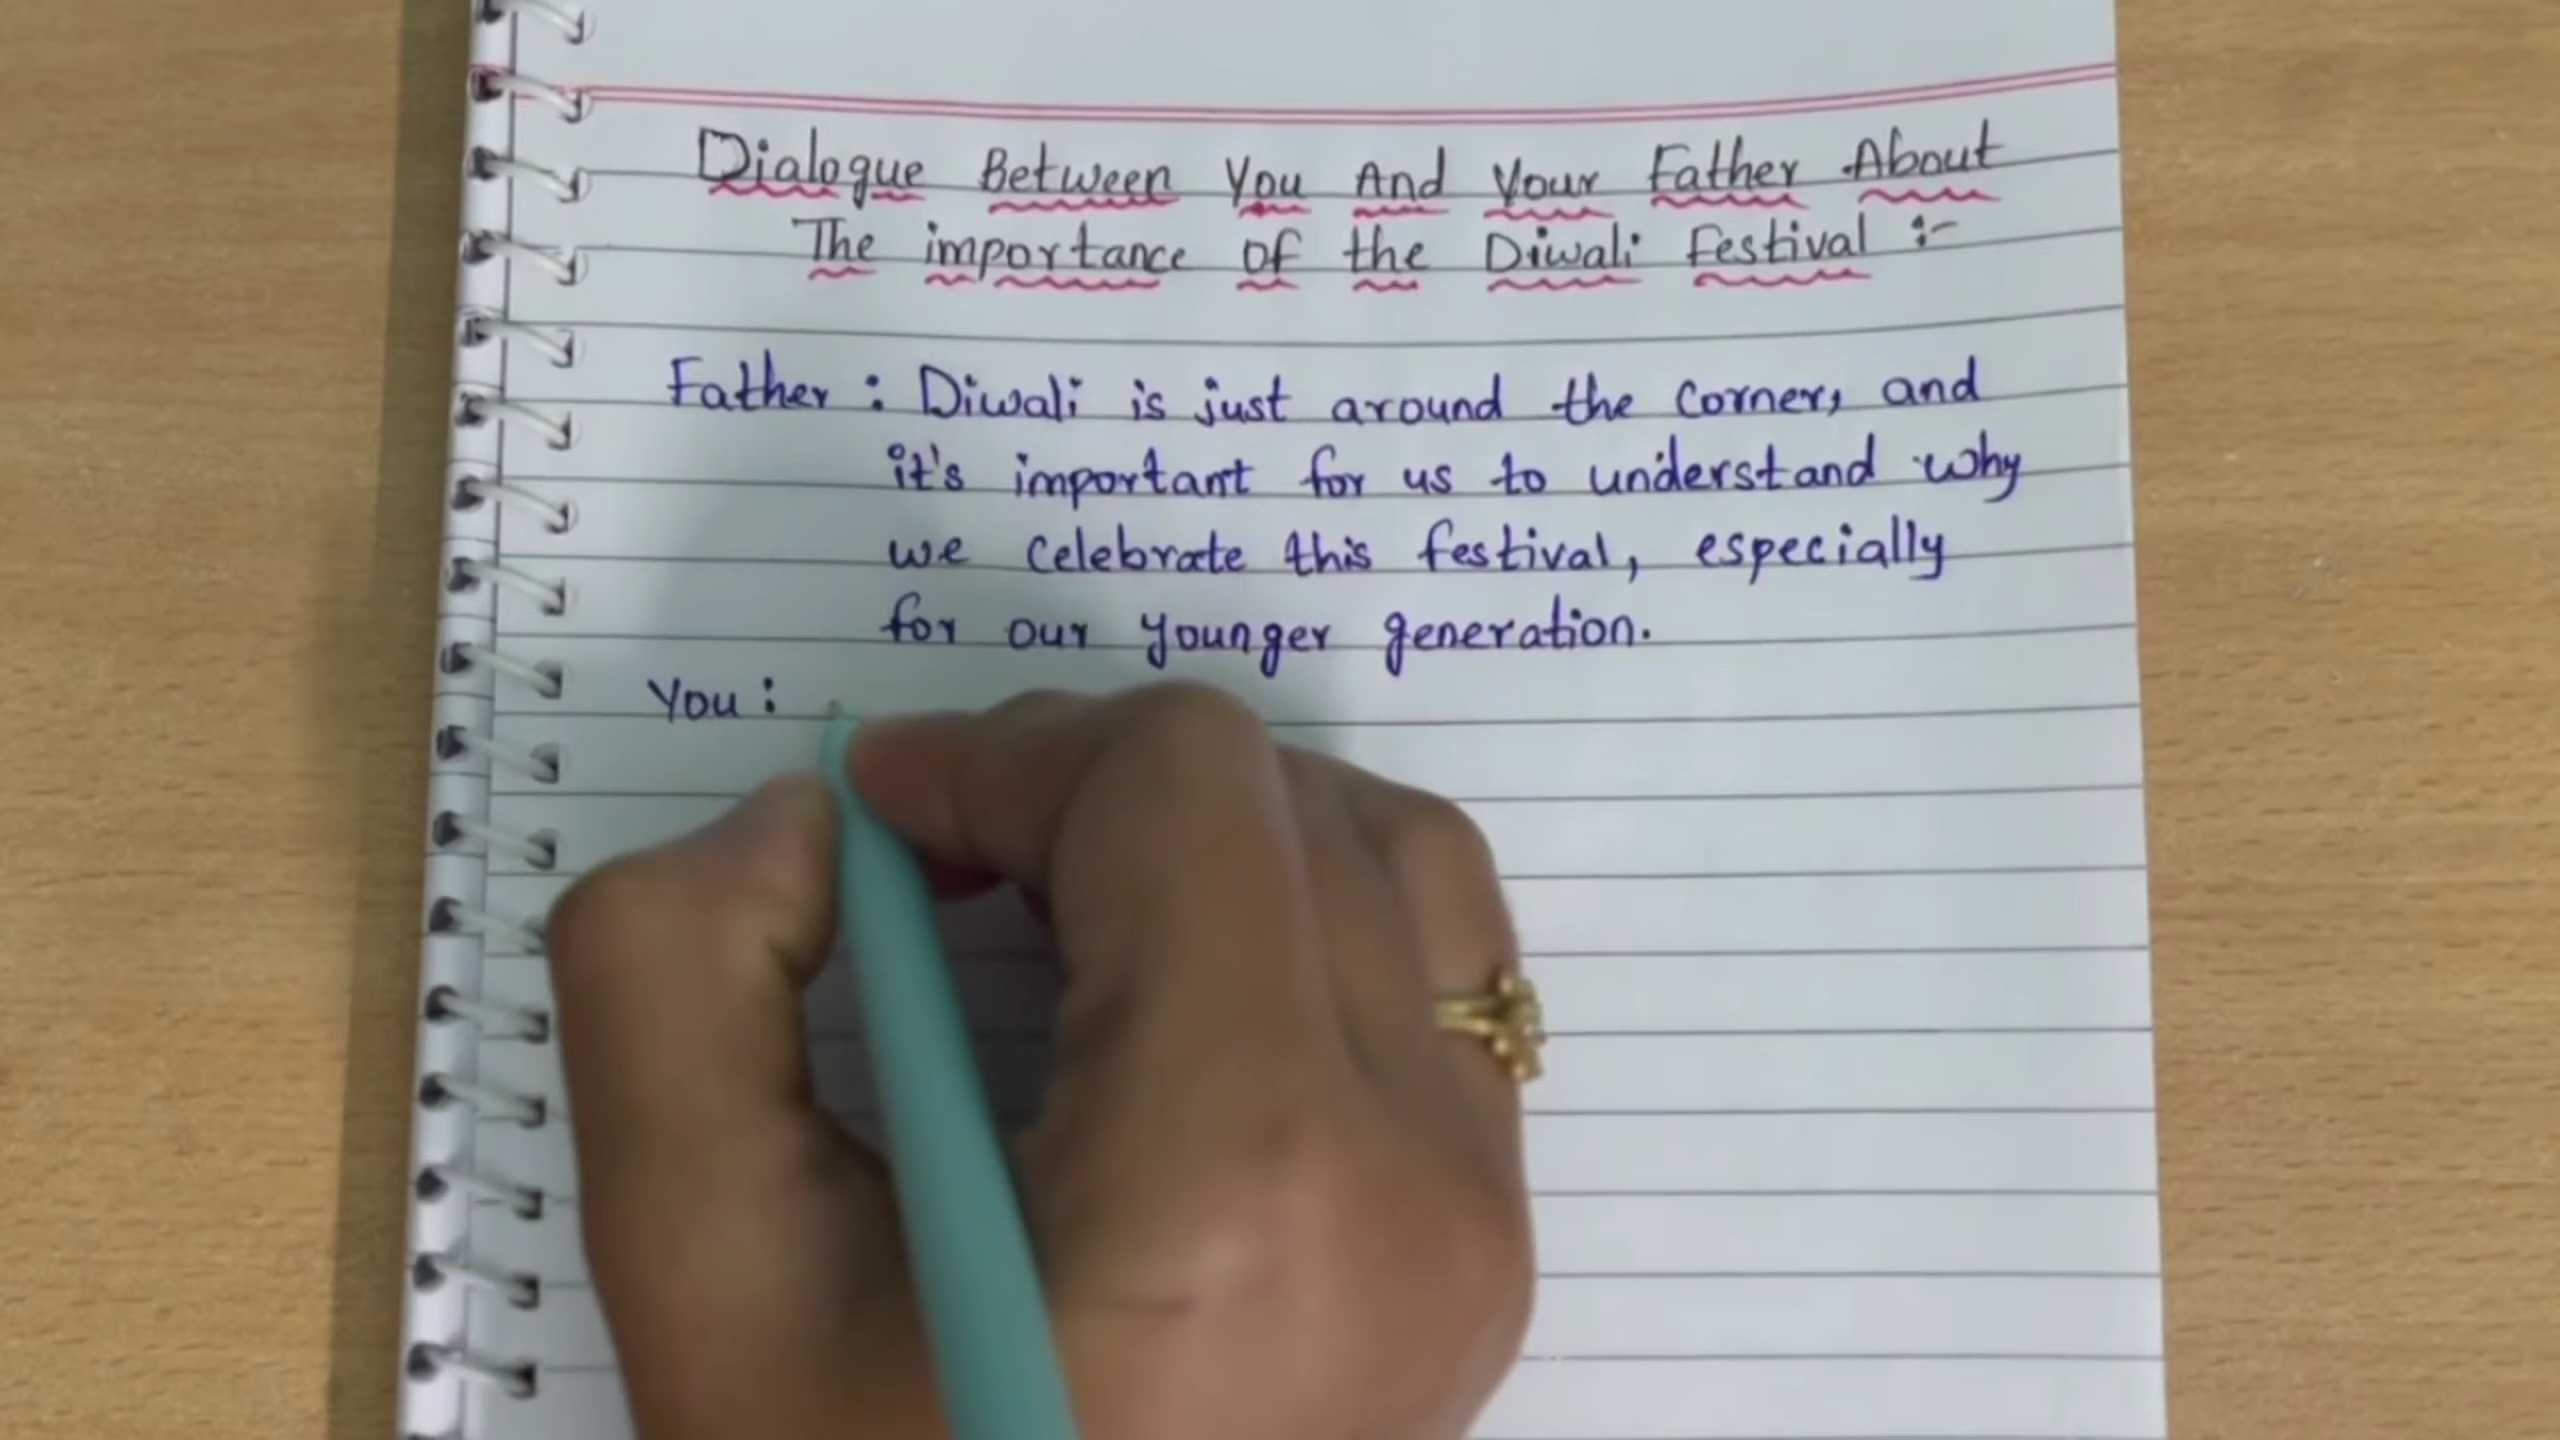 Dialogue Between You And Your Father About
The importance of the Diwali Festival :-
Father : Diwali is just around the corner, and
it's important for us to understand why
we celebrate this festival, especially
for our younger generation.
You :